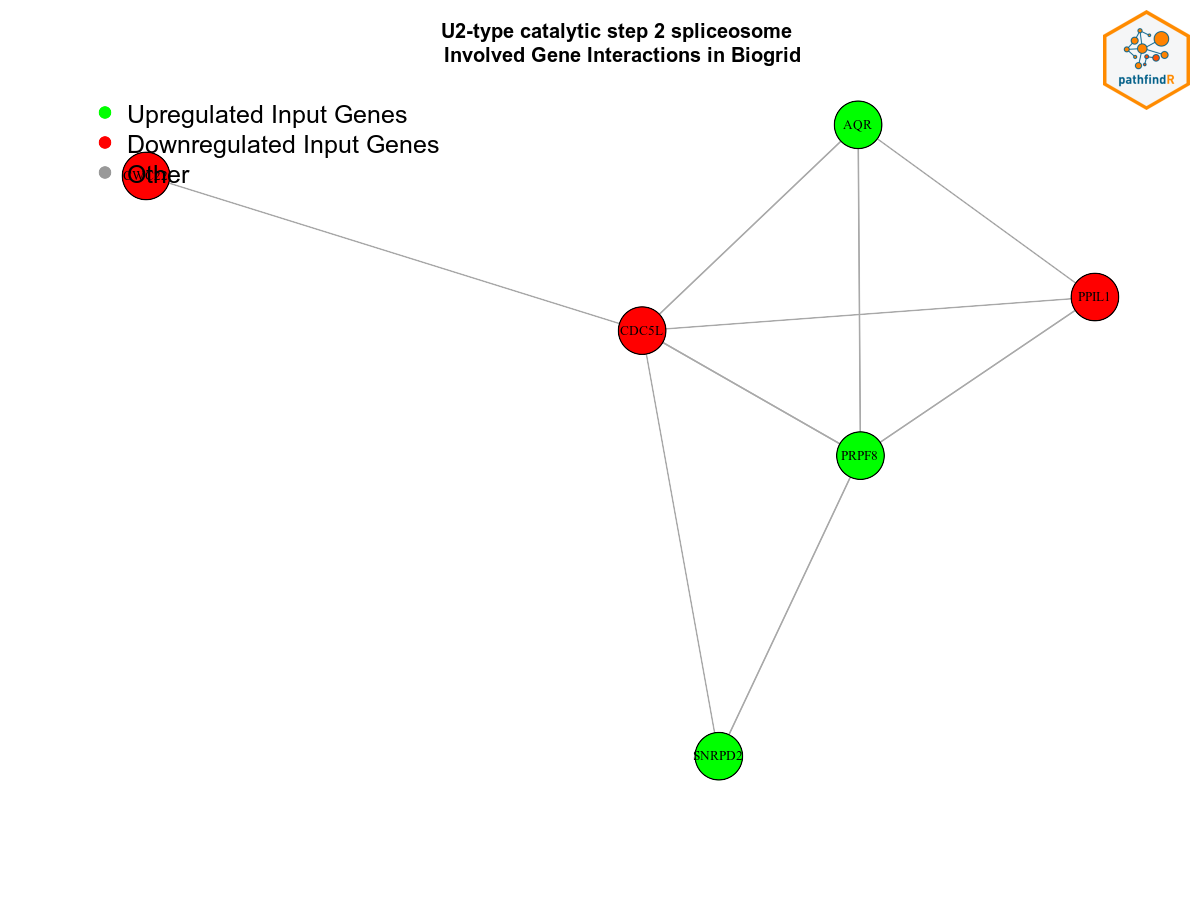 U2-type catalytic step 2 spliceosome
Involved Gene Interactions in Biogrid
pathfindR
Upregulated Input Genes
Downregulated Input Genes
Other
AQR
PPIL1
CDC5L
PRPF8
SNRPD2